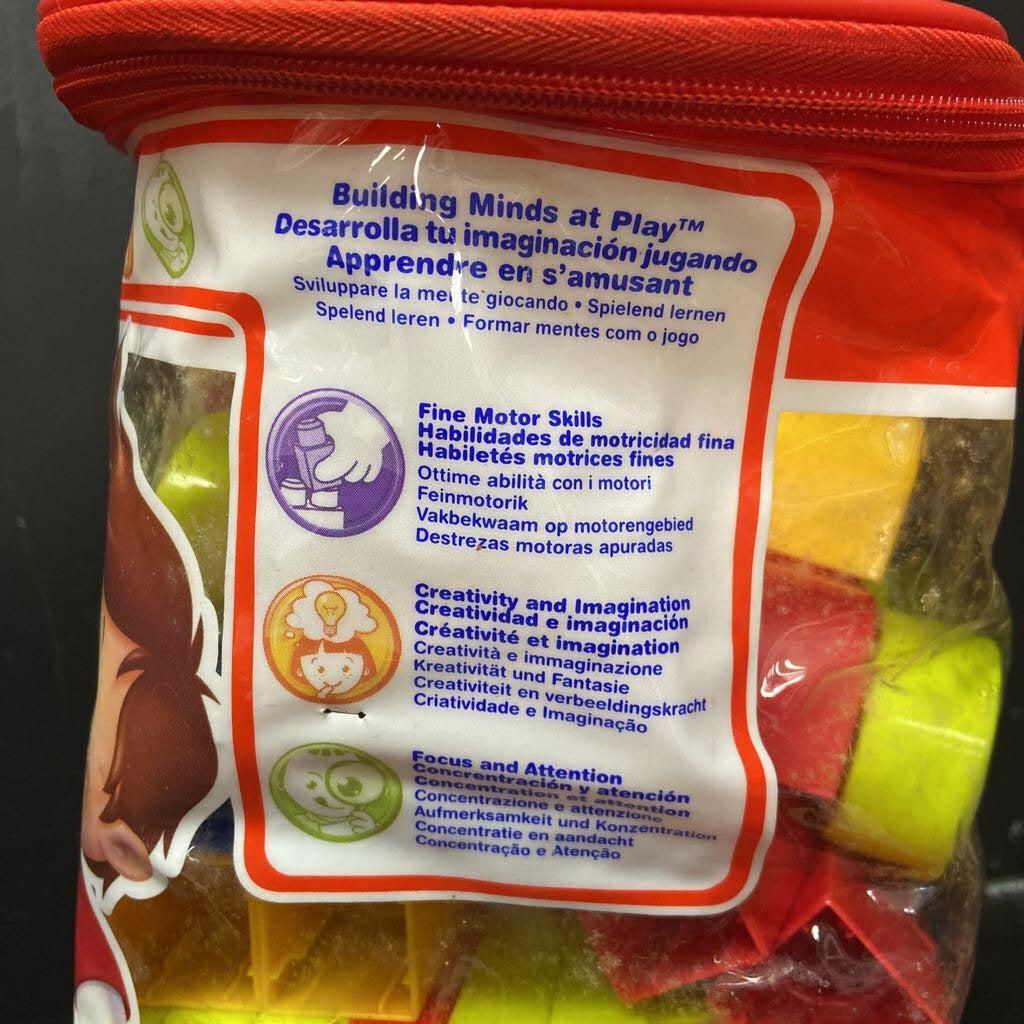 Building Minds at Play™
Desarrolla tu imaginación jugando
Apprendre en s'amusant
Sviluppare la mente giocando • Spielend lernen
Spelend leren • Formar mentes com o jogo
Fine Motor Skills
Habilidades de motricidad fina
Habiletés motrices fines
Ottime abilità con i motori
Feinmotorik
Vakbekwaam op motorengebied
Destrezas motoras apuradas
Creativity and Imagination
Creatividad e imaginación
Créativité et imagination
Creatività e immaginazione
Kreativität und Fantasie
Creativiteit en verbeeldingskracht
Criatividade e Imaginação
Focus and Attention
Concrentración y atención
Concentration et attention
Concentrazione e attenzione
Aufmerksamkeit und Konzentration
Concentratie en aandacht
Concentração e Atenção